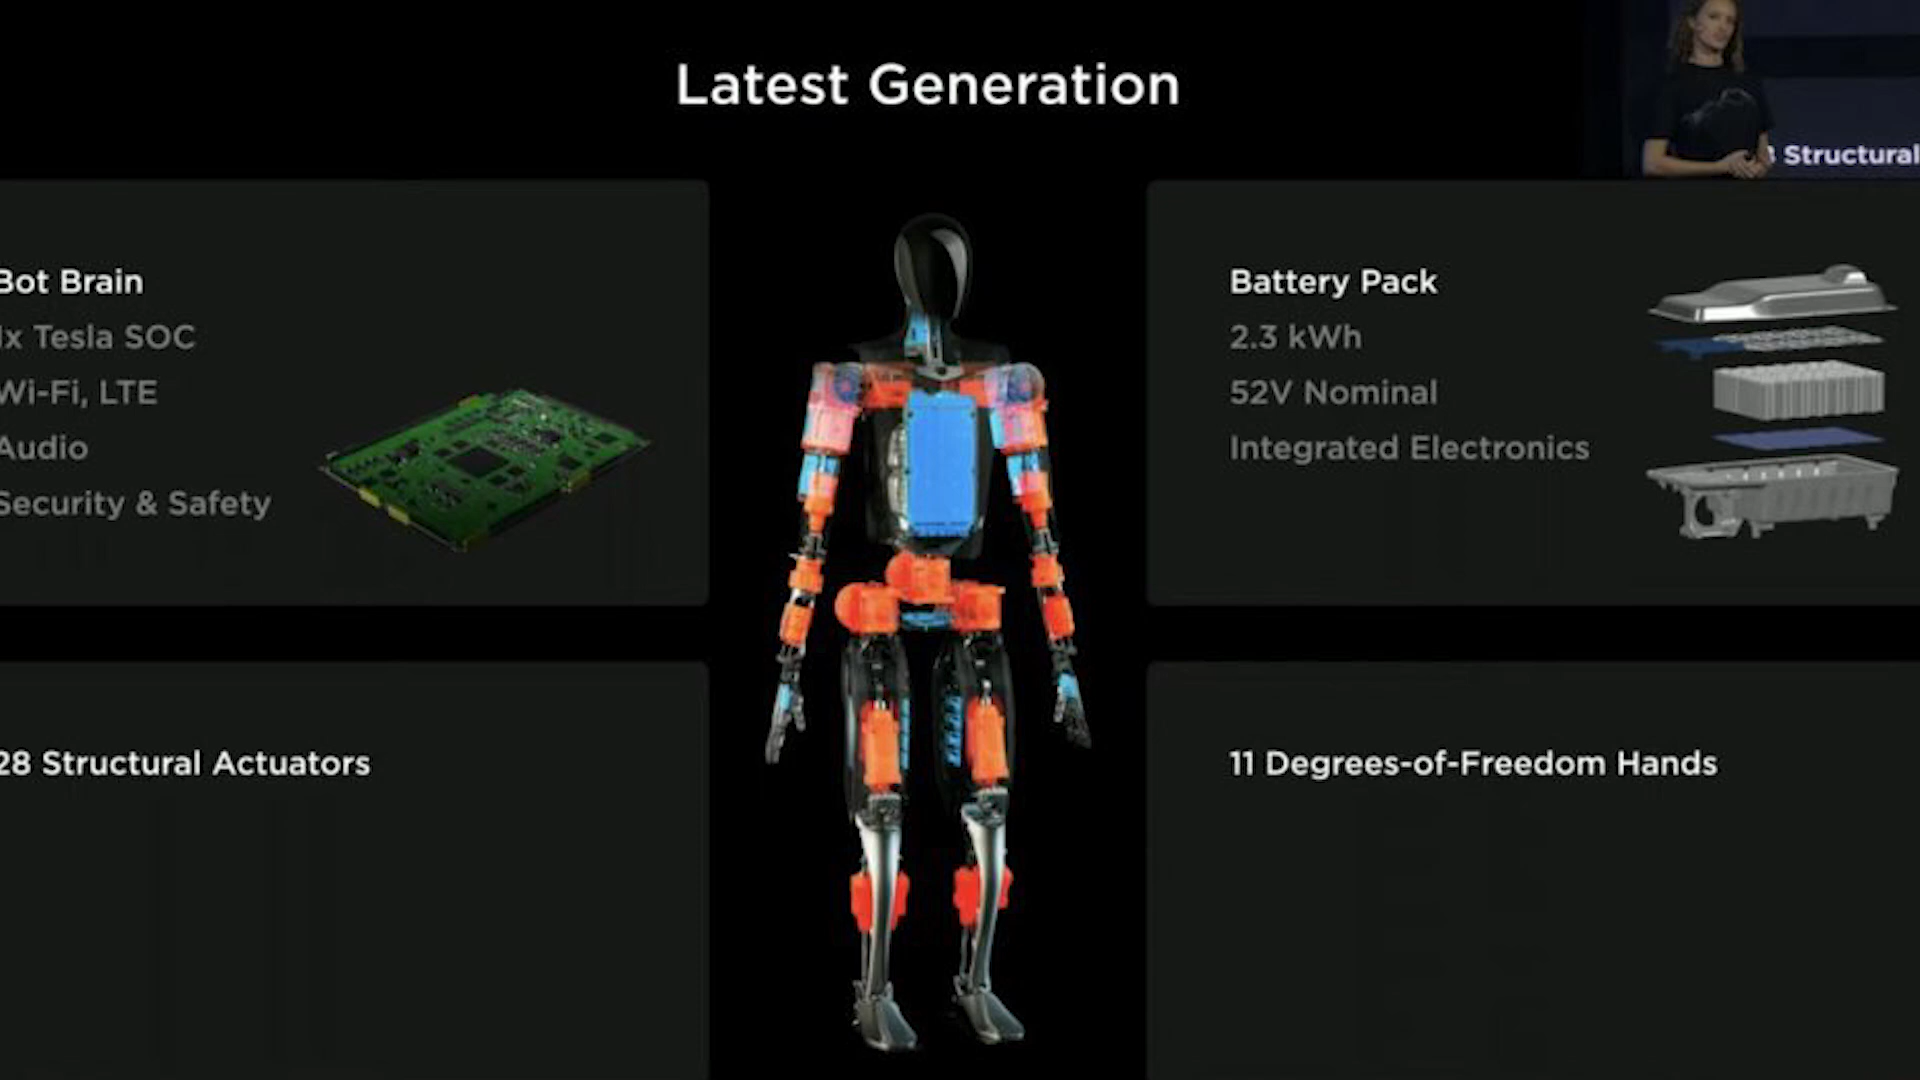 Latest Generation
Structural
Bot Brain
1x Tesla SOC
Wi-Fi, LTE
Audio
Security & Safety
Battery Pack
2.3 kWh
52V Nominal
Integrated Electronics
28 Structural Actuators
11 Degrees-of-Freedom Hands